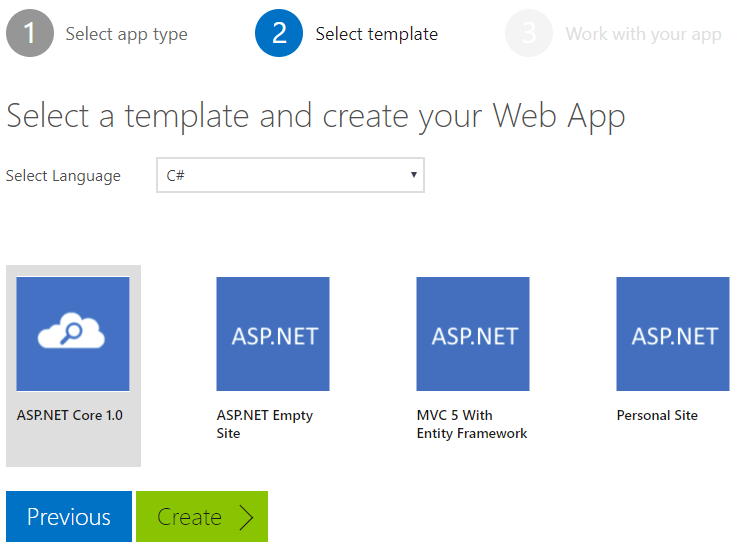 1 Select app type 2 Select template 3 Work with your app
Select a template and create your Web App
Select Language C#
ASP.NET ASP.NET ASP.NET
ASP.NET Core 1.0 ASP.NET Empty Site MVC 5 With Entity Framework Personal Site
Previous Create